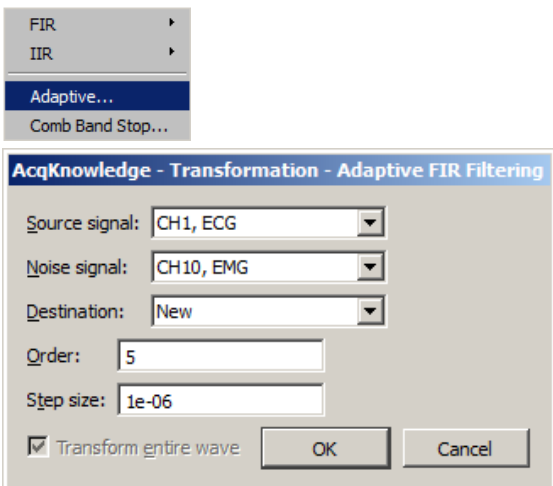 FIR
IIR
Adaptive...
Comb Band Stop...
AcqKnowledge - Transformation - Adaptive FIR Filtering
Source signal: CH1, ECG
Noise signal: CH10, EMG
Destination: New
Order: 5
Step size: 1e-06
Transform entire wave OK Cancel